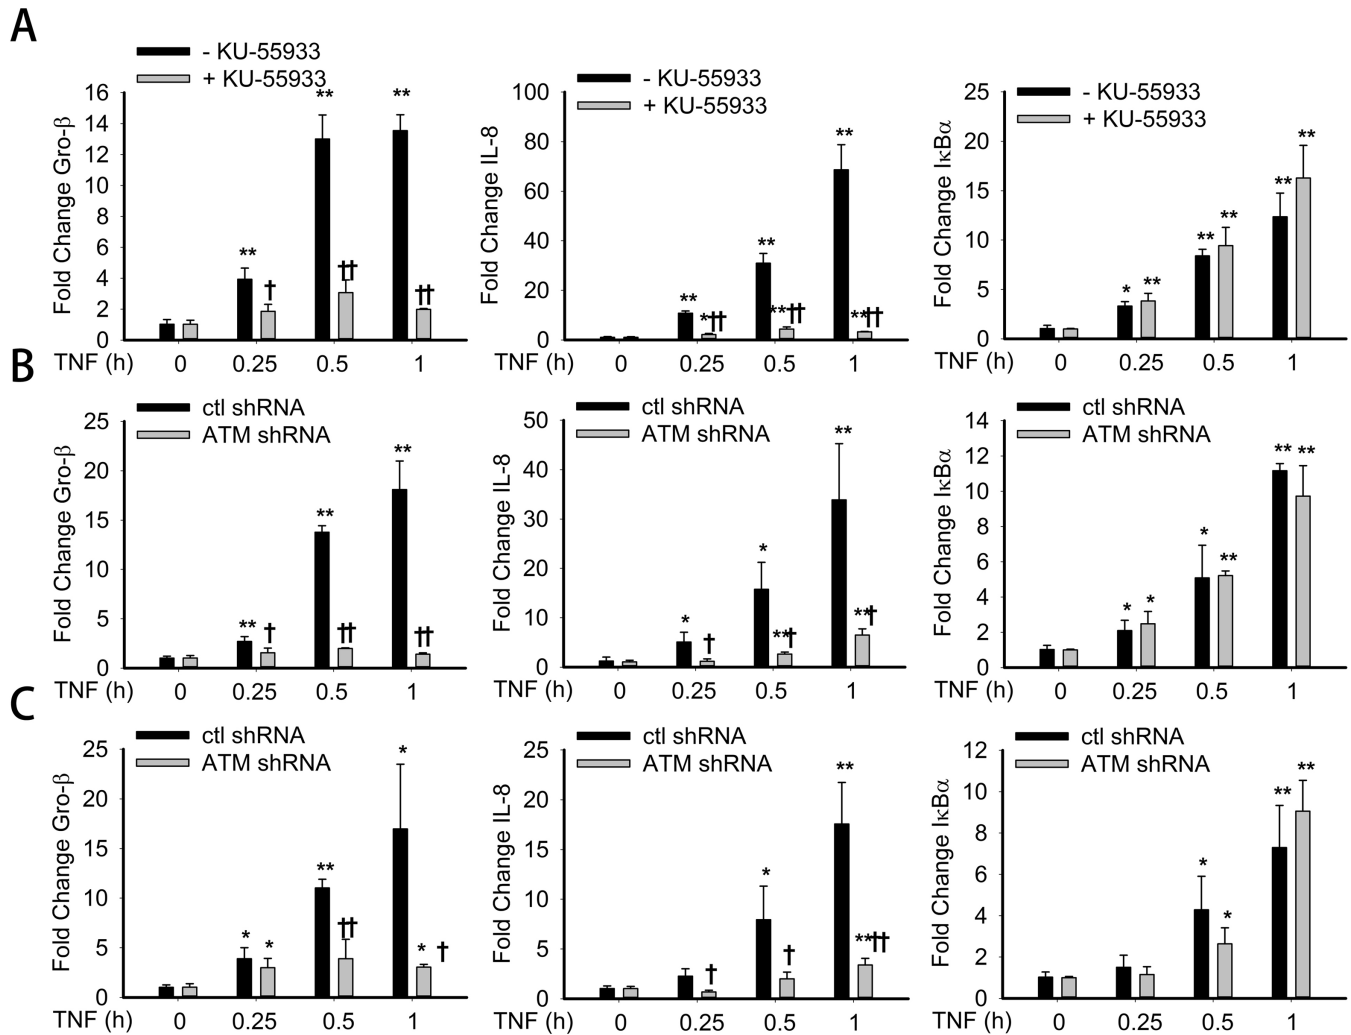 A
- KU-55933
+ KU-55933
Fold Change Gro-β
16
14
12
10
8
6
4
2
0
** ** ** † †† ††
TNF (h) 0 0.25 0.5 1
- KU-55933
+ KU-55933
Fold Change IL-8
100
80
60
40
20
0
** *†† ** **†† ** **††
0 0.25 0.5 1
- KU-55933
+ KU-55933
Fold Change IκBα
25
20
15
10
5
0
* ** ** ** ** **
TNF (h) 0 0.25 0.5 1
B
ctl shRNA
ATM shRNA
Fold Change Gro-β
25
20
15
10
5
0
** † ** †† ** ††
TNF (h) 0 0.25 0.5 1
ctl shRNA
ATM shRNA
Fold Change IL-8
50
40
30
20
10
0
* † * **† ** **†
TNF (h) 0 0.25 0.5 1
ctl shRNA
ATM shRNA
Fold Change IκBα
14
12
10
8
6
4
2
0
* * * ** ** **
TNF (h) 0 0.25 0.5 1
C
ctl shRNA
ATM shRNA
Fold Change Gro-β
25
20
15
10
5
0
* * ** †† * * †
TNF (h) 0 0.25 0.5 1
ctl shRNA
ATM shRNA
Fold Change IL-8
25
20
15
10
5
0
† * † ** **††
TNF (h) 0 0.25 0.5 1
ctl shRNA
ATM shRNA
Fold Change IκBα
12
10
8
6
4
2
0
* * ** **
TNF (h) 0 0.25 0.5 1